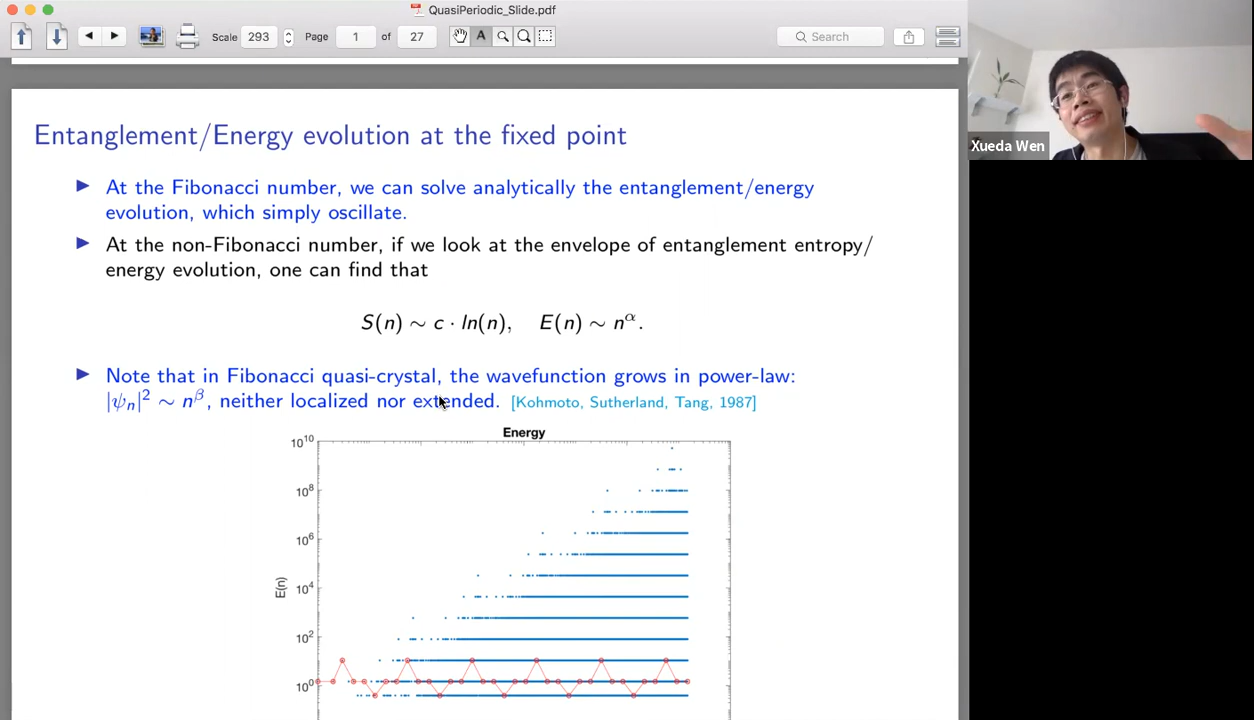 QuasiPeriodic_Slide.pdf
Scale 293 Page 1 of 27 A Search
Xueda Wen
Entanglement/Energy evolution at the fixed point
At the Fibonacci number, we can solve analytically the entanglement/energy
evolution, which simply oscillate.
At the non-Fibonacci number, if we look at the envelope of entanglement entropy/
energy evolution, one can find that
S(n) ∼ c · ln(n), E(n) ∼ n^α.
Note that in Fibonacci quasi-crystal, the wavefunction grows in power-law:
|ψₙ|² ∼ n^β, neither localized nor extended. [Kohmoto, Sutherland, Tang, 1987]
Energy
10^10
10^8
10^6
E(n)
10^4
10^2
10^0